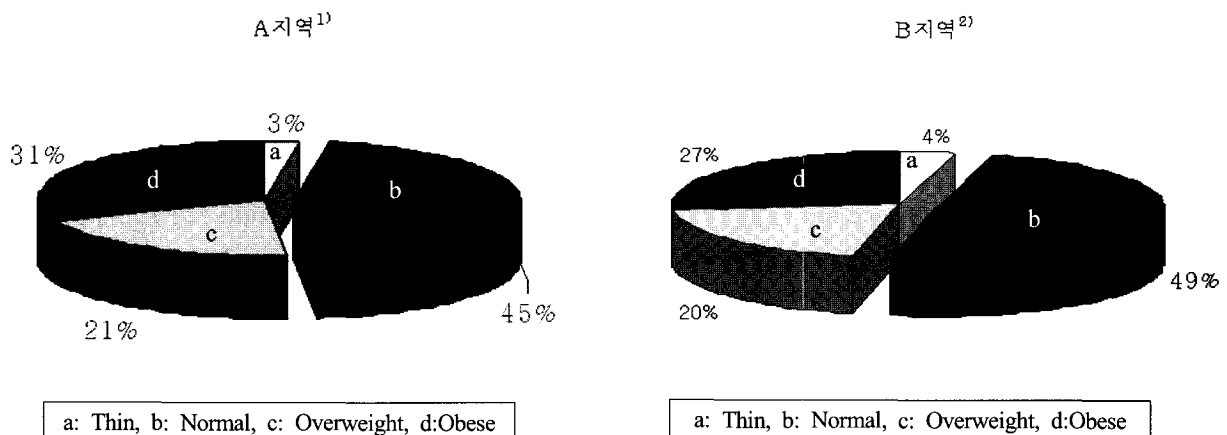 A지역1)
B지역2)
3%
a
31%
d
b
c
21%
45%
4%
a
27%
d
b
c
20%
49%
a: Thin, b: Normal, c: Overweight, d:Obese
a: Thin, b: Normal, c: Overweight, d:Obese